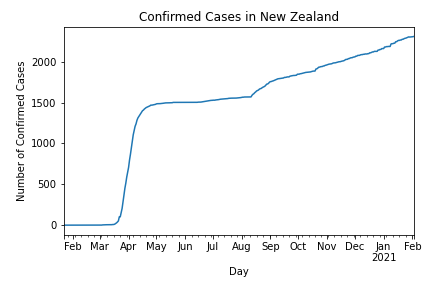 Confirmed Cases in New Zealand
Number of Confirmed Cases
2000
1500
1000
500
0
Feb Mar Apr May Jun Jul Aug Sep Oct Nov Dec Jan Feb
2021
Day